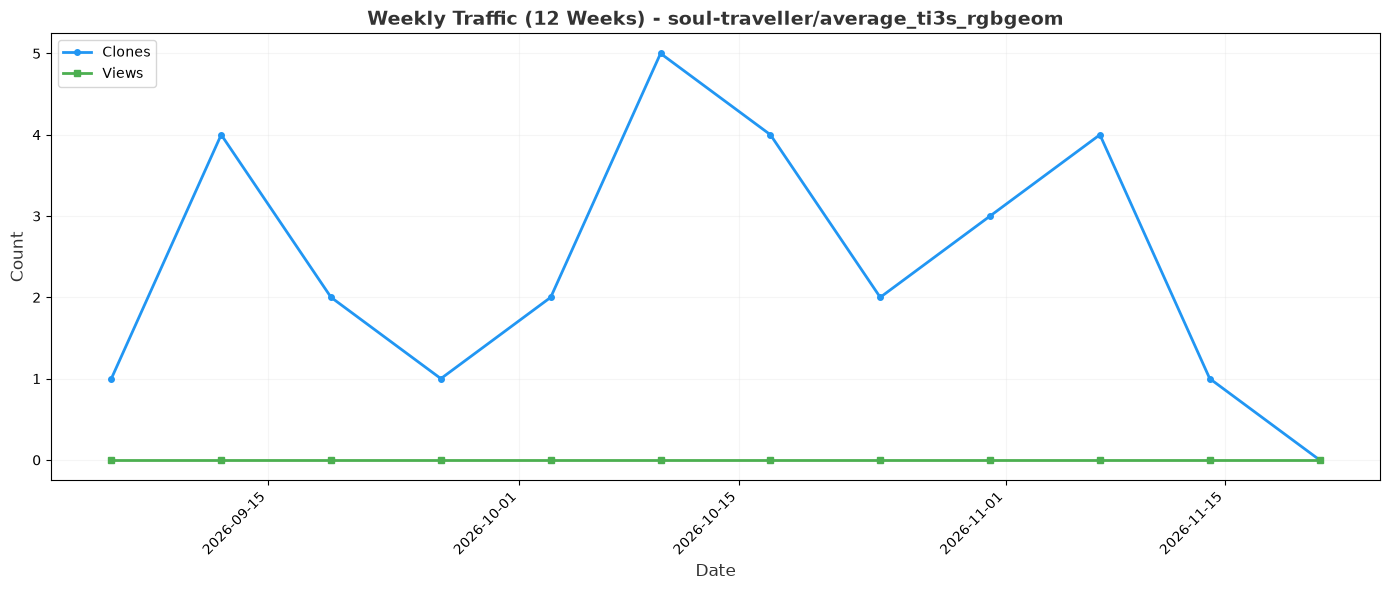 Weekly Traffic (12 Weeks) - soul-traveller/average_ti3s_rgbgeom
Clones
Views
Count
5
4
3
2
1
0
2026-09-15
2026-10-01
2026-10-15
2026-11-01
2026-11-15
Date